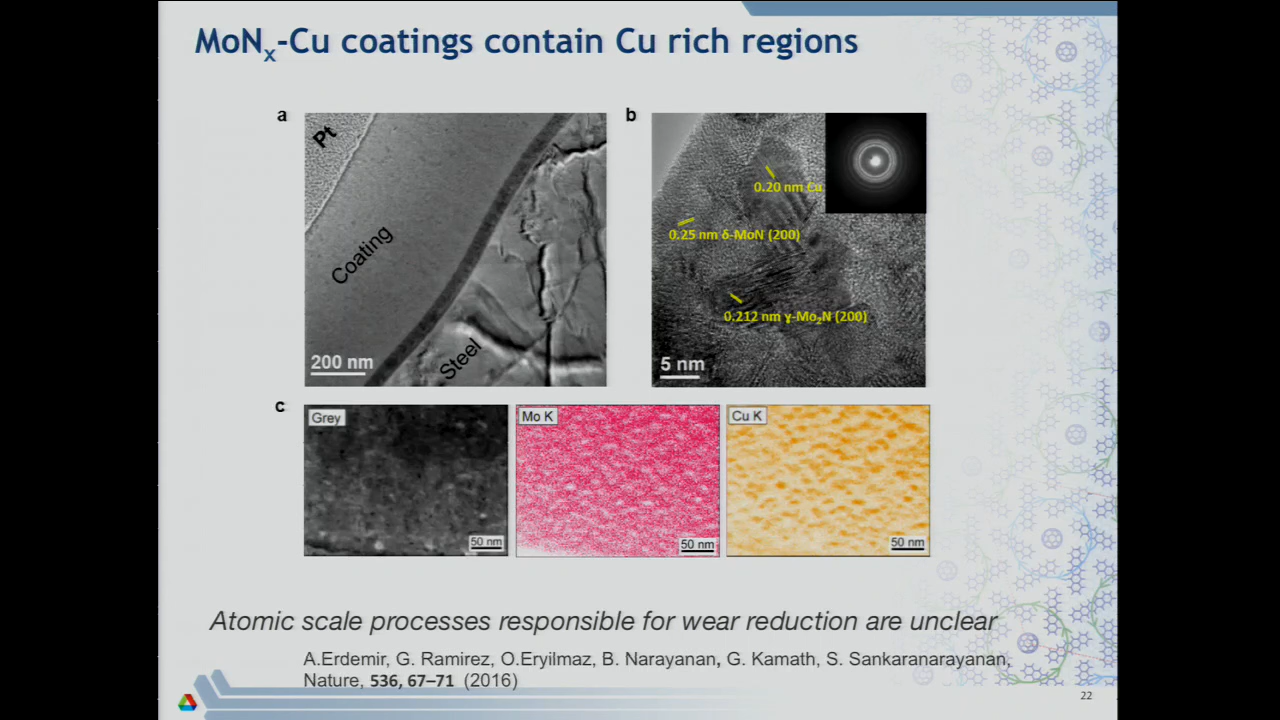 MoNx-Cu coatings contain Cu rich regions
a
Pt
Coating
Steel
200 nm
b
0.20 nm Cu
0.25 nm δ-MoN (200)
0.212 nm γ-Mo₂N (200)
5 nm
c
Grey
50 nm
Mo K
50 nm
Cu K
50 nm
Atomic scale processes responsible for wear reduction are unclear
A.Erdemir, G. Ramirez, O.Eryilmaz, B. Narayanan, G. Kamath, S. Sankaranarayanan,
Nature, 536, 67–71 (2016)
22